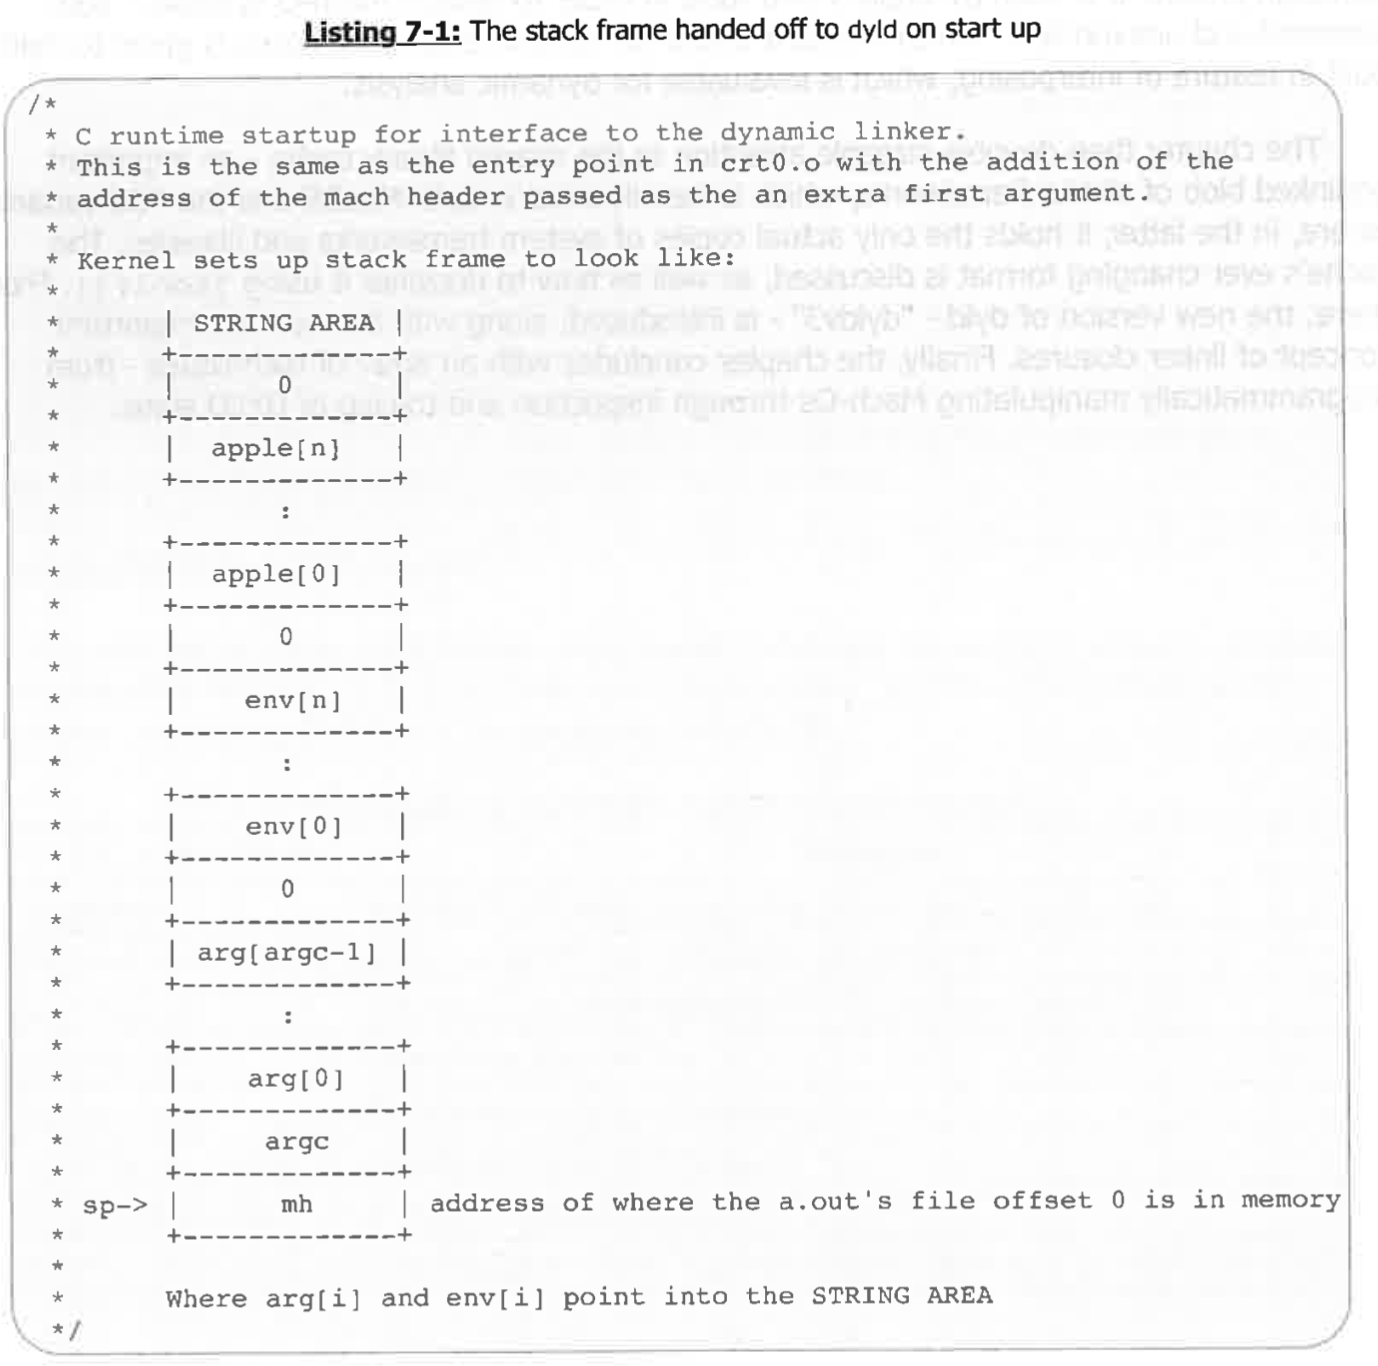 Listing 7-1: The stack frame handed off to dyld on start up
/*
 * C runtime startup for interface to the dynamic linker.
 * This is the same as the entry point in crt0.o with the addition of the
 * address of the mach header passed as the an extra first argument.
 *
 * Kernel sets up stack frame to look like:
 *
 *       | STRING AREA |
 *       +-------------+
 *       |      0      |
 *       +-------------+
 *       |  apple[n]   |
 *       +-------------+
 *              :
 *       +-------------+
 *       |  apple[0]   |
 *       +-------------+
 *       |      0      |
 *       +-------------+
 *       |    env[n]   |
 *       +-------------+
 *              :
 *       +-------------+
 *       |    env[0]   |
 *       +-------------+
 *       |      0      |
 *       +-------------+
 *       | arg[argc-1] |
 *       +-------------+
 *              :
 *       +-------------+
 *       |    arg[0]   |
 *       +-------------+
 *       |     argc    |
 *       +-------------+
 * sp->  |      mh     | address of where the a.out's file offset 0 is in memory
 *       +-------------+
 *
 *       Where arg[i] and env[i] point into the STRING AREA
 */